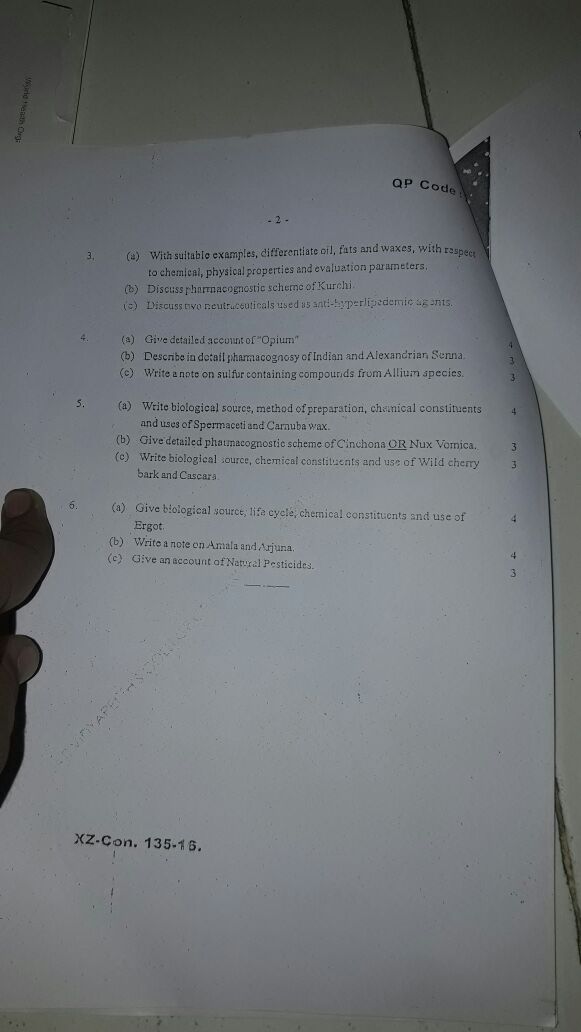 World Health Orga
QP Code :
- 2 -
3. (a) With suitable examples, differentiate oil, fats and waxes, with respect
to chemical, physical properties and evaluation parameters.
(b) Discuss pharmacognostic scheme of Kurchi.
(c) Discuss two neutraceuticals used as anti-hyperlipedemic agents.
4. (a) Give detailed account of "Opium" 4
(b) Describe in detail pharmacognosy of Indian and Alexandrian Senna. 3
(c) Write a note on sulfur containing compounds from Allium species. 3
5. (a) Write biological source, method of preparation, chemical constituents 4
and uses of Spermaceti and Carnuba wax.
(b) Give detailed pharmacognostic scheme of Cinchona OR Nux Vomica. 3
(c) Write biological source, chemical constituents and use of Wild cherry 3
bark and Cascara.
6. (a) Give biological source, life cycle, chemical constituents and use of 4
Ergot.
(b) Write a note on Amala and Arjuna. 4
(c) Give an account of Natural Pesticides. 3
XZ-Con. 135-16.